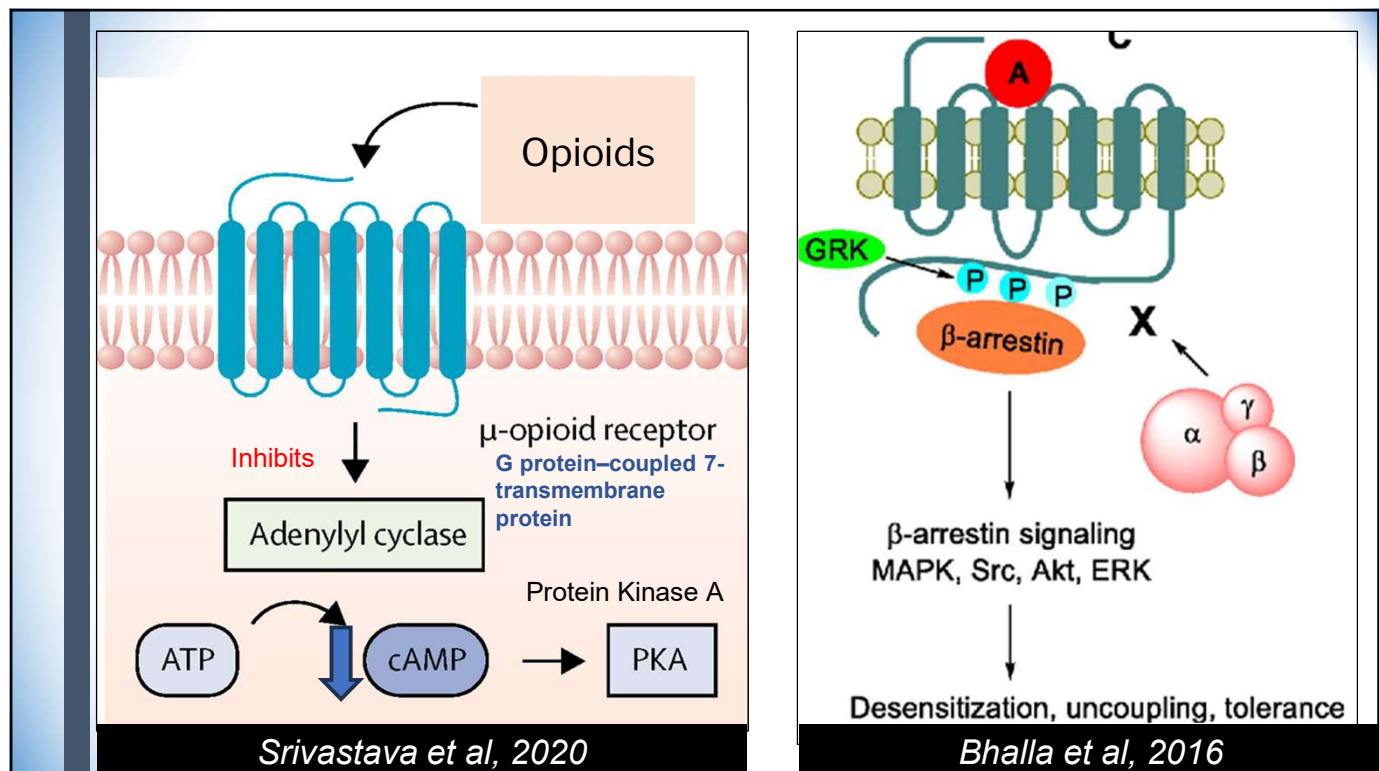 Opioids
μ-opioid receptor
G protein–coupled 7-
transmembrane
protein
Inhibits
Adenylyl cyclase
Protein Kinase A
ATP
cAMP
PKA
Srivastava et al, 2020
C
A
GRK
P P P
β-arrestin
X
α
γ
β
β-arrestin signaling
MAPK, Src, Akt, ERK
Desensitization, uncoupling, tolerance
Bhalla et al, 2016